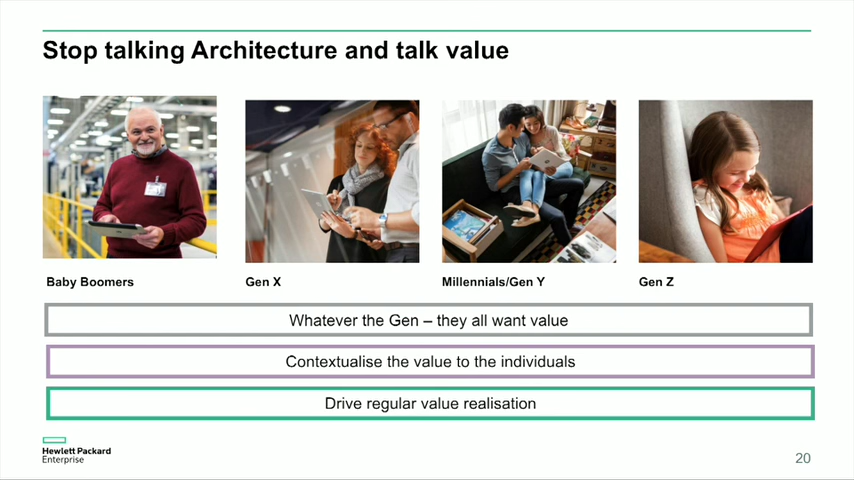 Stop talking Architecture and talk value
Baby Boomers
Gen X
Millennials/Gen Y
Gen Z
Whatever the Gen – they all want value
Contextualise the value to the individuals
Drive regular value realisation
Hewlett Packard
Enterprise
20